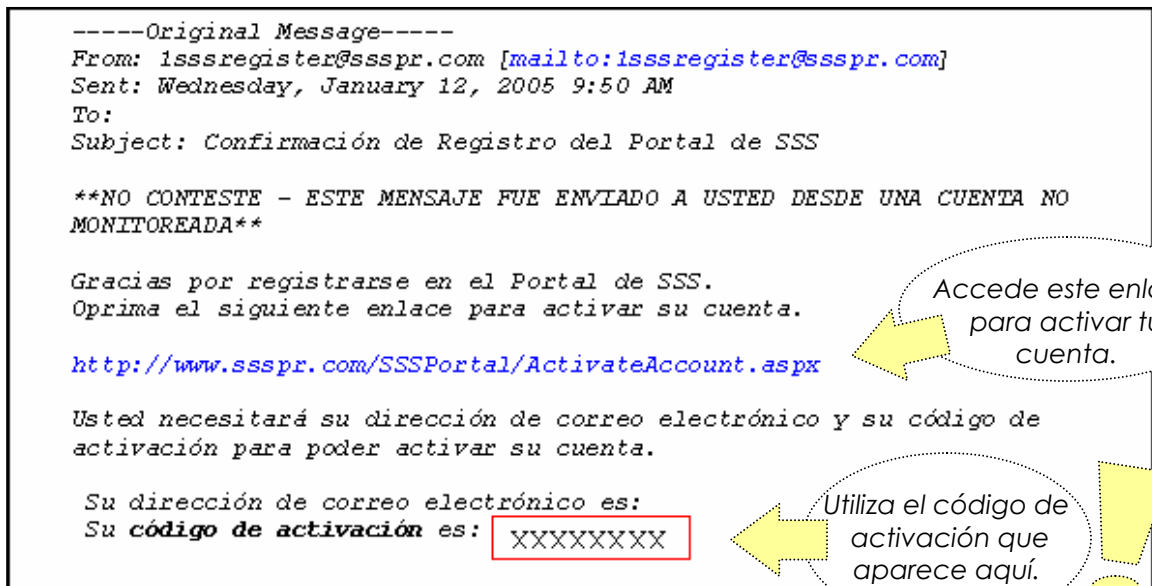 -----Original Message-----
From: 1sssregister@ssspr.com [mailto:1sssregister@ssspr.com]
Sent: Wednesday, January 12, 2005 9:50 AM
To:
Subject: Confirmación de Registro del Portal de SSS
**NO CONTESTE – ESTE MENSAJE FUE ENVIADO A USTED DESDE UNA CUENTA NO
MONITOREADA**
Gracias por registrarse en el Portal de SSS.
Oprima el siguiente enlace para activar su cuenta.
Accede este
para activar
cuenta.
http://www.ssspr.com/SSSPortal/ActivateAccount.aspx
Usted necesitará su dirección de correo electrónico y su código de
activación para poder activar su cuenta.
Su dirección de correo electrónico es:
Su código de activación es: XXXXXXXX
Utiliza el código de
activación que
aparece aquí.